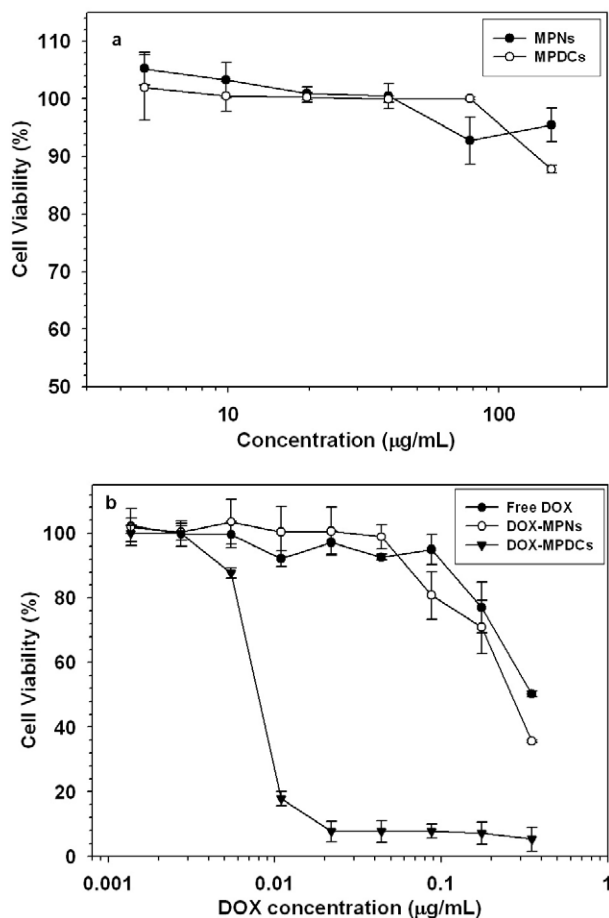 a
MPNs
MPDCs
110
100
90
80
70
60
50
Cell Viability (%)
10
100
Concentration (µg/mL)
b
Free DOX
DOX-MPNs
DOX-MPDCs
100
80
60
40
20
0
Cell Viability (%)
0.001
0.01
0.1
1
DOX concentration (µg/mL)